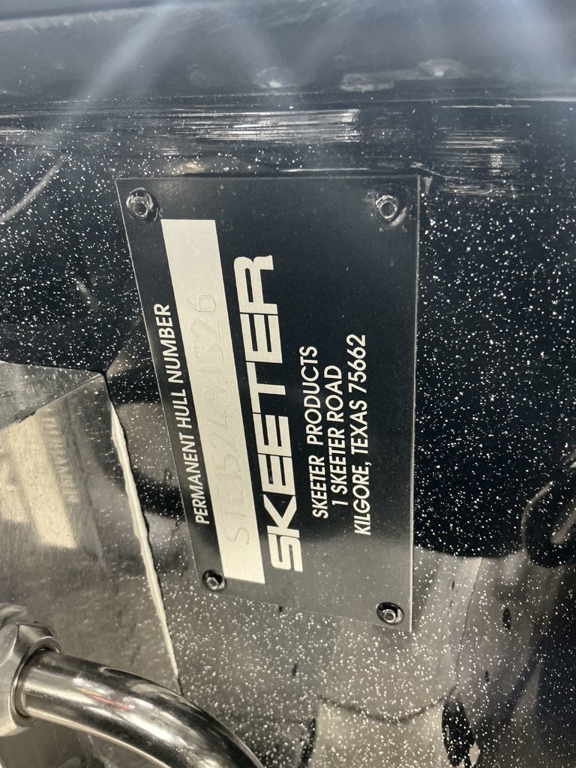 PERMANENT HULL NUMBER
SKEETER
SKEETER PRODUCTS
1 SKEETER ROAD
KILGORE, TEXAS 75662